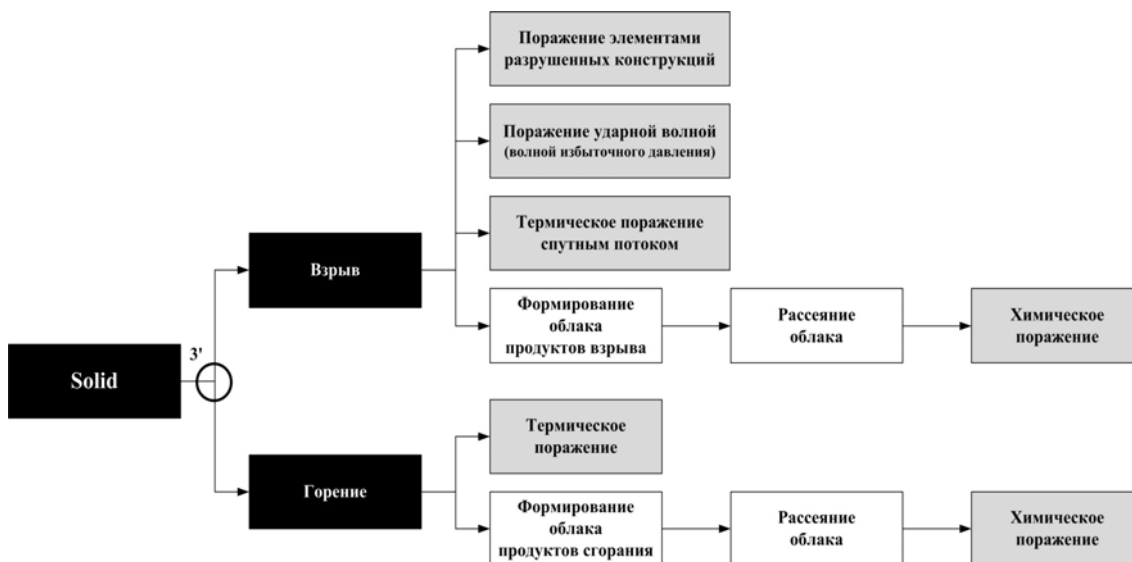 Поражение элементами
разрушенных конструкций
Поражение ударной волной
(волной избыточного давления)
Термическое поражение
спутным потоком
Взрыв
Формирование
облака
продуктов взрыва
Рассеяние
облака
Химическое
поражение
3'
Solid
Термическое
поражение
Горение
Формирование
облака
продуктов сгорания
Рассеяние
облака
Химическое
поражение